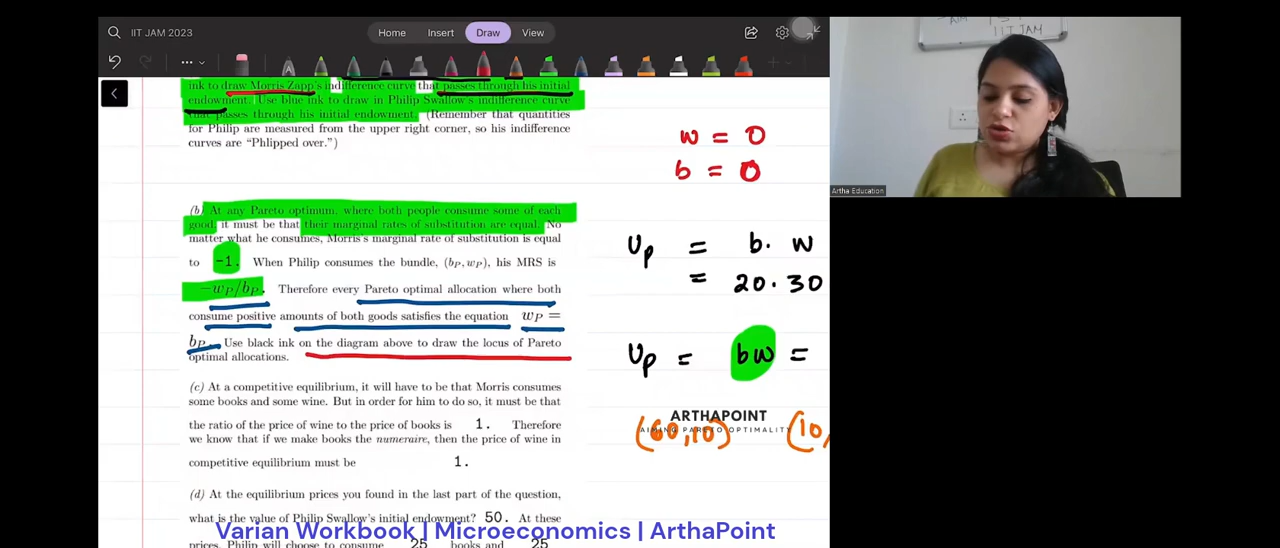 IIT JAM 2023
Home Insert Draw View
ink to draw Morris Zapp's indifference curve that passes through his initial
endowment. Use blue ink to draw in Philip Swallow's indifference curve
that passes through his initial endowment. (Remember that quantities
for Philip are measured from the upper right corner, so his indifference
curves are “Phlipped over.”)
w = 0
b = 0
(b) At any Pareto optimum, where both people consume some of each
good, it must be that their marginal rates of substitution are equal. No
matter what he consumes, Morris's marginal rate of substitution is equal
to -1. When Philip consumes the bundle, (bP, wP), his MRS is
−wP/bP. Therefore every Pareto optimal allocation where both
consume positive amounts of both goods satisfies the equation wP =
bP. Use black ink on the diagram above to draw the locus of Pareto
optimal allocations.
Up = b. w
= 20.30
Up = bw =
(c) At a competitive equilibrium, it will have to be that Morris consumes
some books and some wine. But in order for him to do so, it must be that
the ratio of the price of wine to the price of books is 1. Therefore
we know that if we make books the numeraire, then the price of wine in
competitive equilibrium must be 1.
ARTHAPOINT
AIMING PARETO OPTIMALITY
(60,10) (10,
(d) At the equilibrium prices you found in the last part of the question,
what is the value of Philip Swallow's initial endowment? 50. At these
prices, Philip will choose to consume 25 books and 25
Varian Workbook | Microeconomics | ArthaPoint
IIT JAM
Artha Education